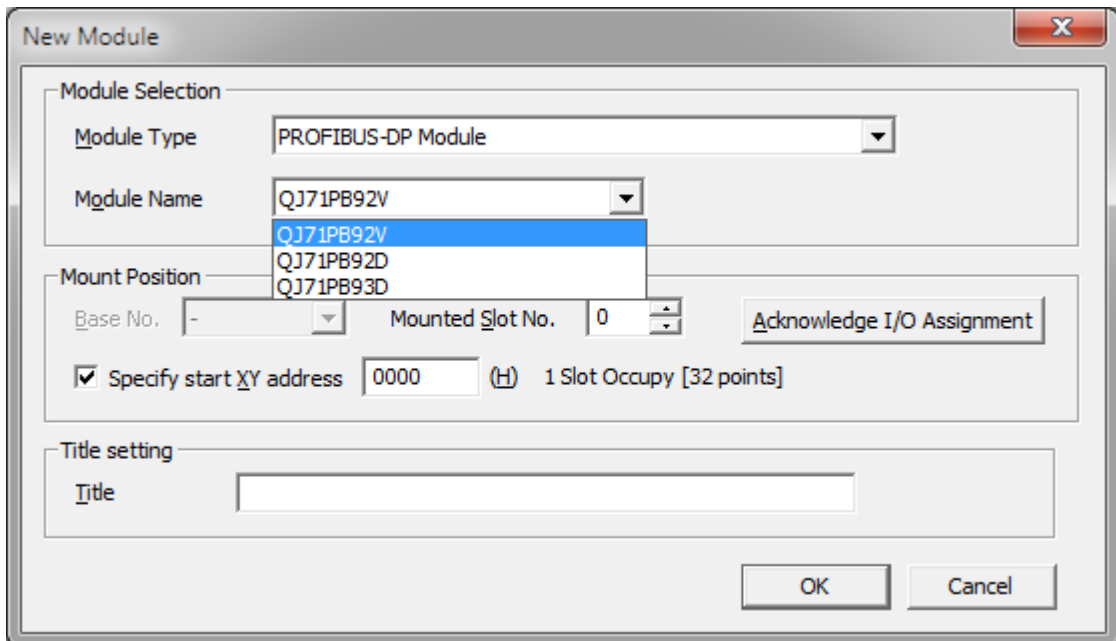 New Module
Module Selection
Module Type PROFIBUS-DP Module
Module Name QJ71PB92V
QJ71PB92V
QJ71PB92D
QJ71PB93D
Mount Position
Base No. - Mounted Slot No. 0 Acknowledge I/O Assignment
Specify start XY address 0000 (H) 1 Slot Occupy [32 points]
Title setting
Title
OK Cancel